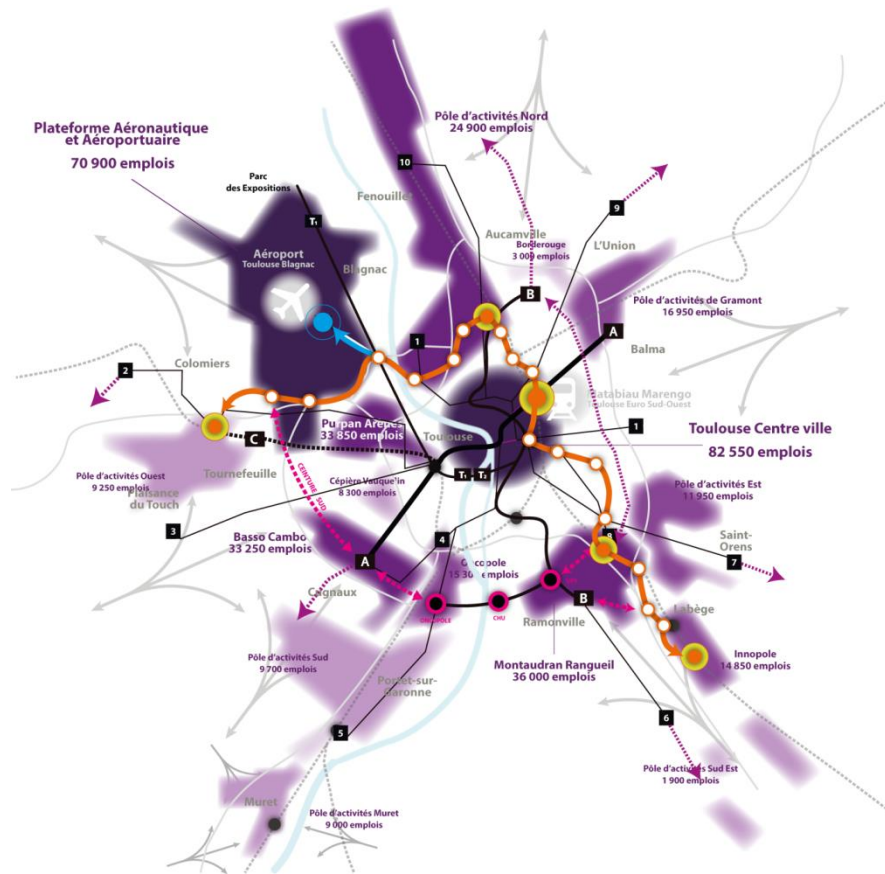 Pôle d'activités Nord
24 900 emplois
Plateforme Aéronautique
et Aéroportuaire
70 900 emplois
10
Parc
des Expositions
Fenouillet
9
T1
Aucamville
L'Union
Borderouge
3 000 emplois
Aéroport
Toulouse Blagnac
Blagnac
B
Pôle d'activités de Gramont
16 950 emplois
A
1
Balma
2
Colomiers
Matabiau Marengo
Toulouse Euro Sud-Ouest
Purpan Arènes
33 850 emplois
Toulouse
1
Toulouse Centre ville
82 550 emplois
C
Tournefeuille
Pôle d'activités Ouest
9 250 emplois
Plaisance
du Touch
CEINTURE SUD
Cépière Vauquelin
8 300 emplois
T1
T2
Pôle d'activités Est
11 950 emplois
3
Basso Cambo
33 250 emplois
4
8
Saint-
Orens
7
A
Oncopole
15 30 emplois
Cugnaux
B
ONCOPOLE
CHU
Ramonville
Labège
Innopole
14 850 emplois
Pôle d'activités Sud
9 700 emplois
Montaudran Rangueil
36 000 emplois
Portet-sur-
Garonne
5
6
Pôle d'activités Sud Est
1 900 emplois
Muret
Pôle d'activités Muret
9 000 emplois